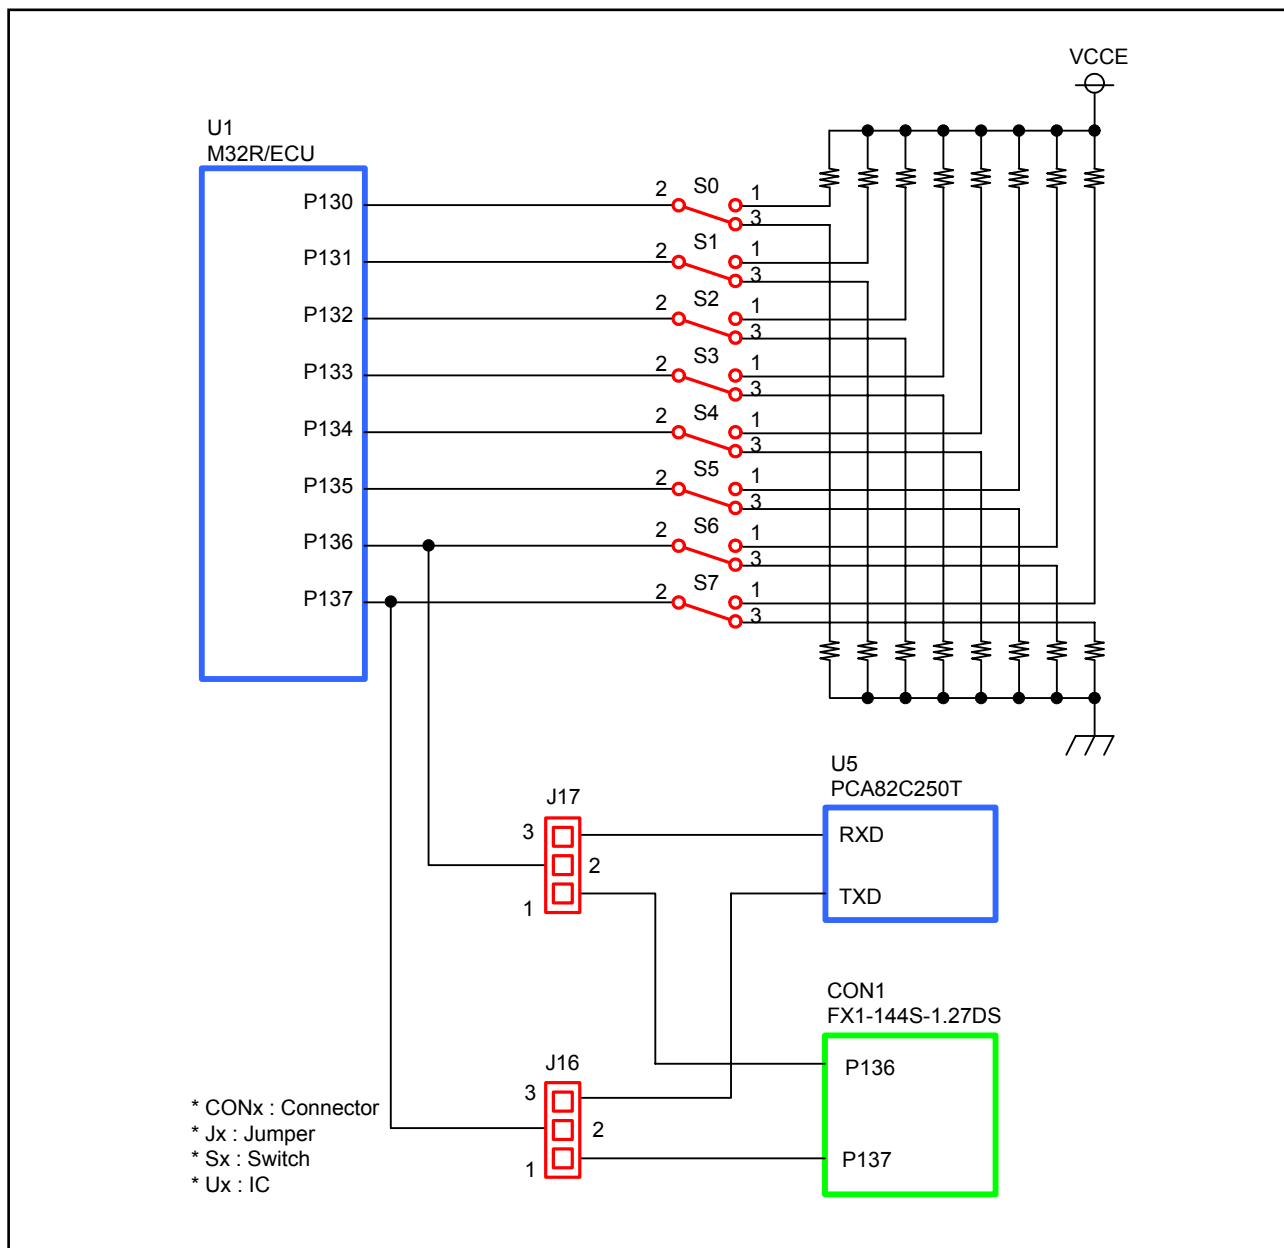 VCCE
U1
M32R/ECU
P130 2 S0 1
3
P131 2 S1 1
3
P132 2 S2 1
3
P133 2 S3 1
3
P134 2 S4 1
3
P135 2 S5 1
3
P136 2 S6 1
3
P137 2 S7 1
3
U5
PCA82C250T
J17
3 RXD
2
1 TXD
CON1
FX1-144S-1.27DS
J16 P136
3
2
1 P137
* CONx : Connector
* Jx : Jumper
* Sx : Switch
* Ux : IC